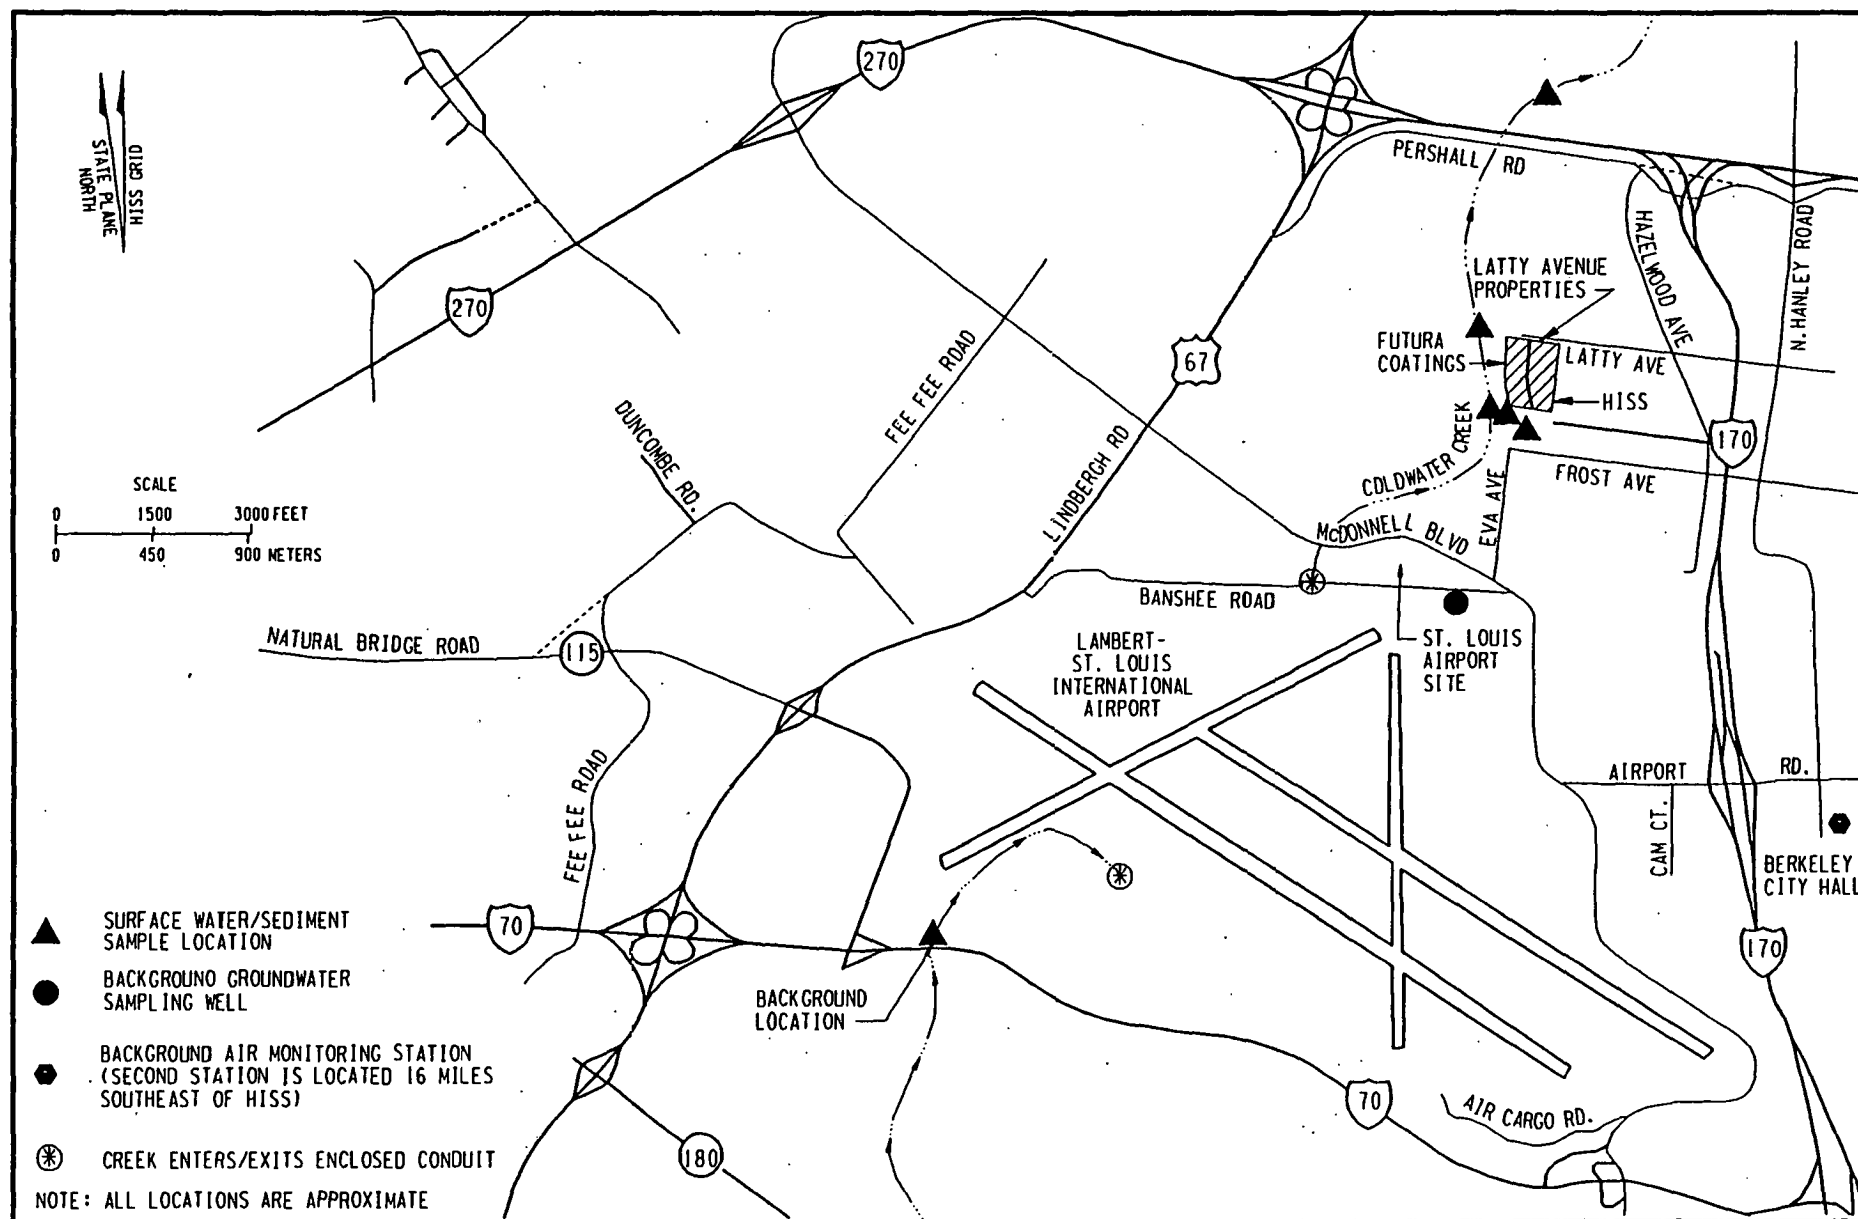 270
270
HISS GRID
STATE PLANE
NORTH
PERSHALL RD
HAZELWOOD AVE
N. HANLEY ROAD
LATTY AVENUE
PROPERTIES
FUTURA
COATINGS
LATTY AVE
HISS
67
FEE FEE ROAD
DUNCOMBE RD.
LINDBERGH RD
COLDWATER CREEK
170
FROST AVE
EVA AVE
McDONNELL BLVD
SCALE
0 1500 3000 FEET
0 450 900 METERS
BANSHEE ROAD
NATURAL BRIDGE ROAD
115
LAMBERT-
ST. LOUIS
INTERNATIONAL
AIRPORT
ST. LOUIS
AIRPORT
SITE
AIRPORT RD.
CAM CT.
BERKELEY
CITY HALL
FEE FEE ROAD
70
170
BACKGROUND
LOCATION
70
AIR CARGO RD.
180
SURFACE WATER/SEDIMENT
SAMPLE LOCATION
BACKGROUND GROUNDWATER
SAMPLING WELL
BACKGROUND AIR MONITORING STATION
(SECOND STATION IS LOCATED 16 MILES
SOUTHEAST OF HISS)
CREEK ENTERS/EXITS ENCLOSED CONDUIT
NOTE: ALL LOCATIONS ARE APPROXIMATE